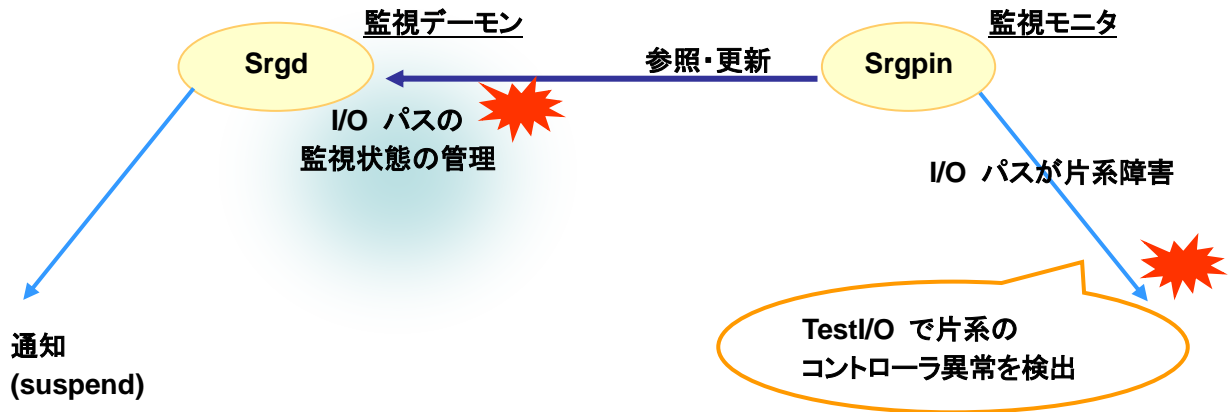 監視デーモン
監視モニタ
Srgd
参照・更新
Srgpin
I/O パスの
監視状態の管理
I/O パスが片系障害
TestI/O で片系の
コントローラ異常を検出
通知
(suspend)